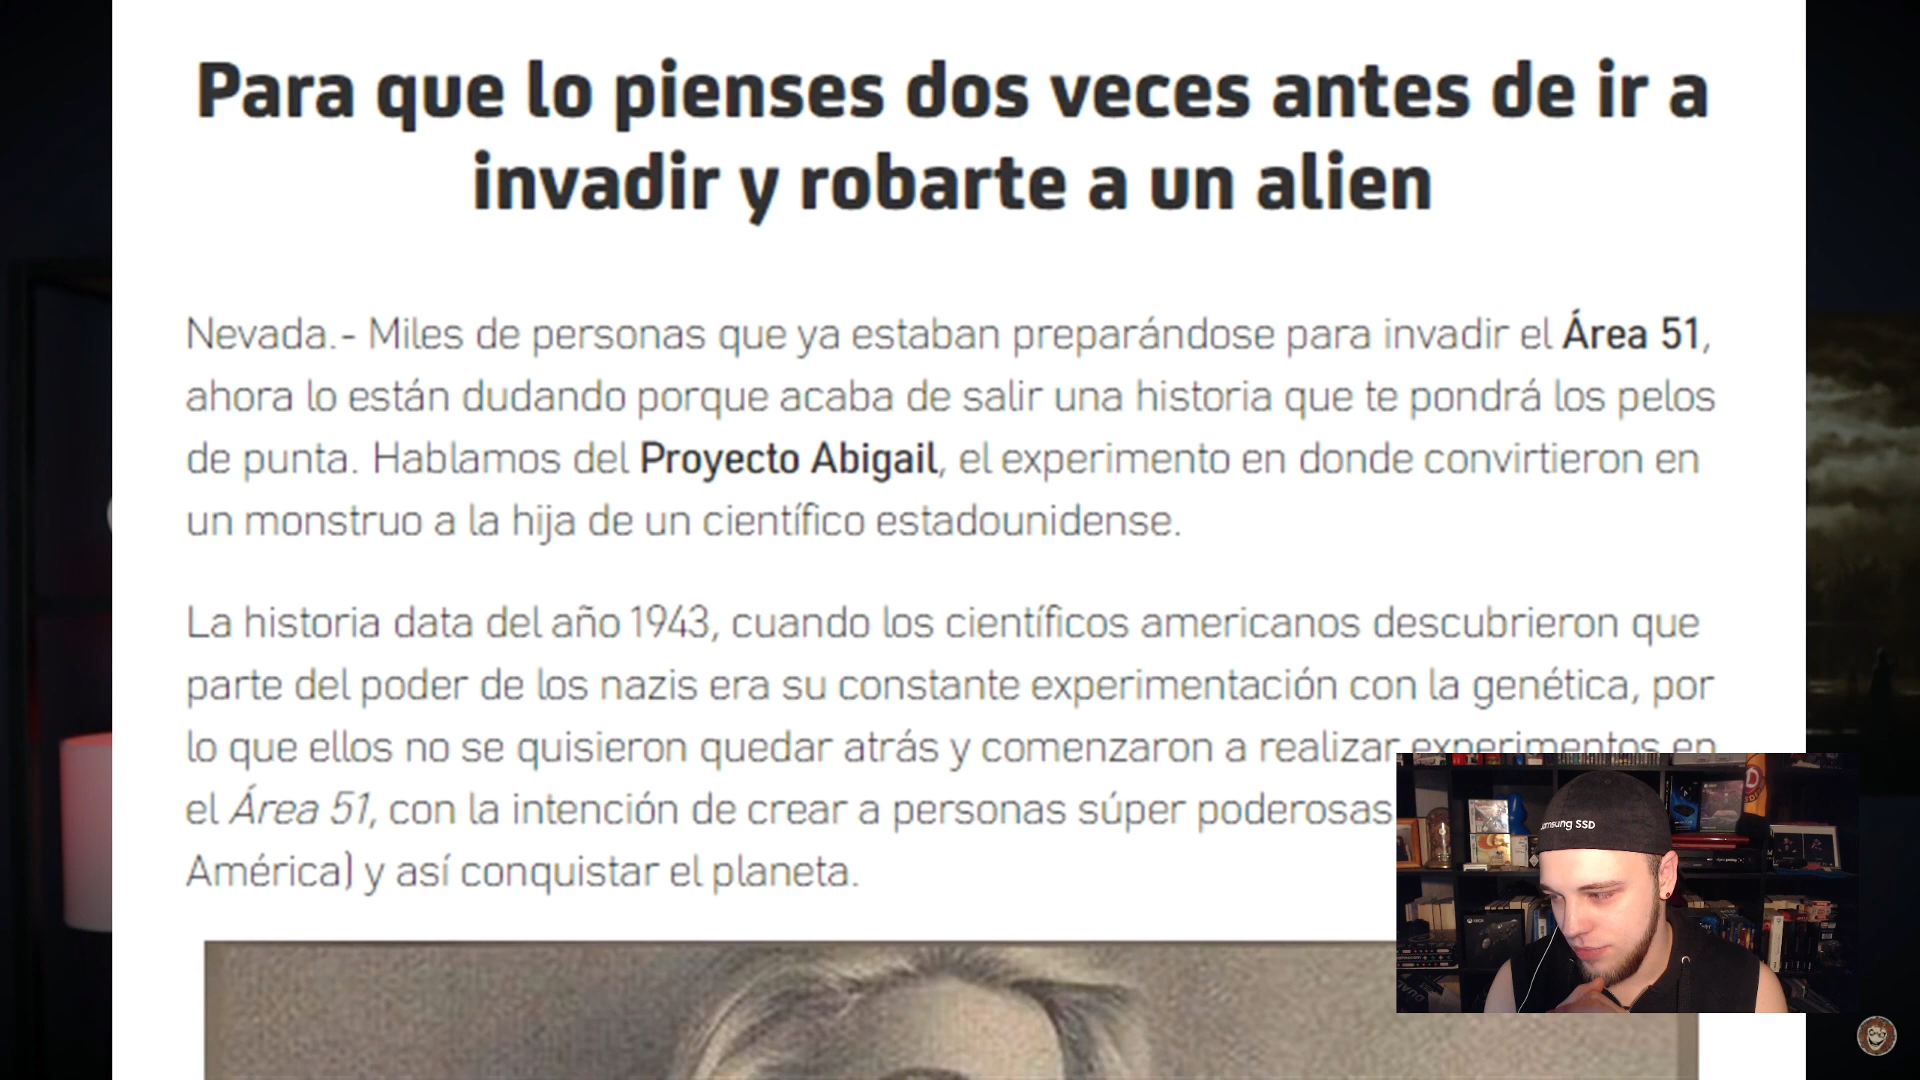 Para que lo pienses dos veces antes de ir a
invadir y robarte a un alien
Nevada.- Miles de personas que ya estaban preparándose para invadir el Área 51,
ahora lo están dudando porque acaba de salir una historia que te pondrá los pelos
de punta. Hablamos del Proyecto Abigail, el experimento en donde convirtieron en
un monstruo a la hija de un científico estadounidense.
La historia data del año 1943, cuando los científicos americanos descubrieron que
parte del poder de los nazis era su constante experimentación con la genética, por
lo que ellos no se quisieron quedar atrás y comenzaron a realizar experimentos en
el Área 51, con la intención de crear a personas súper poderosas
América) y así conquistar el planeta.
Samsung SSD